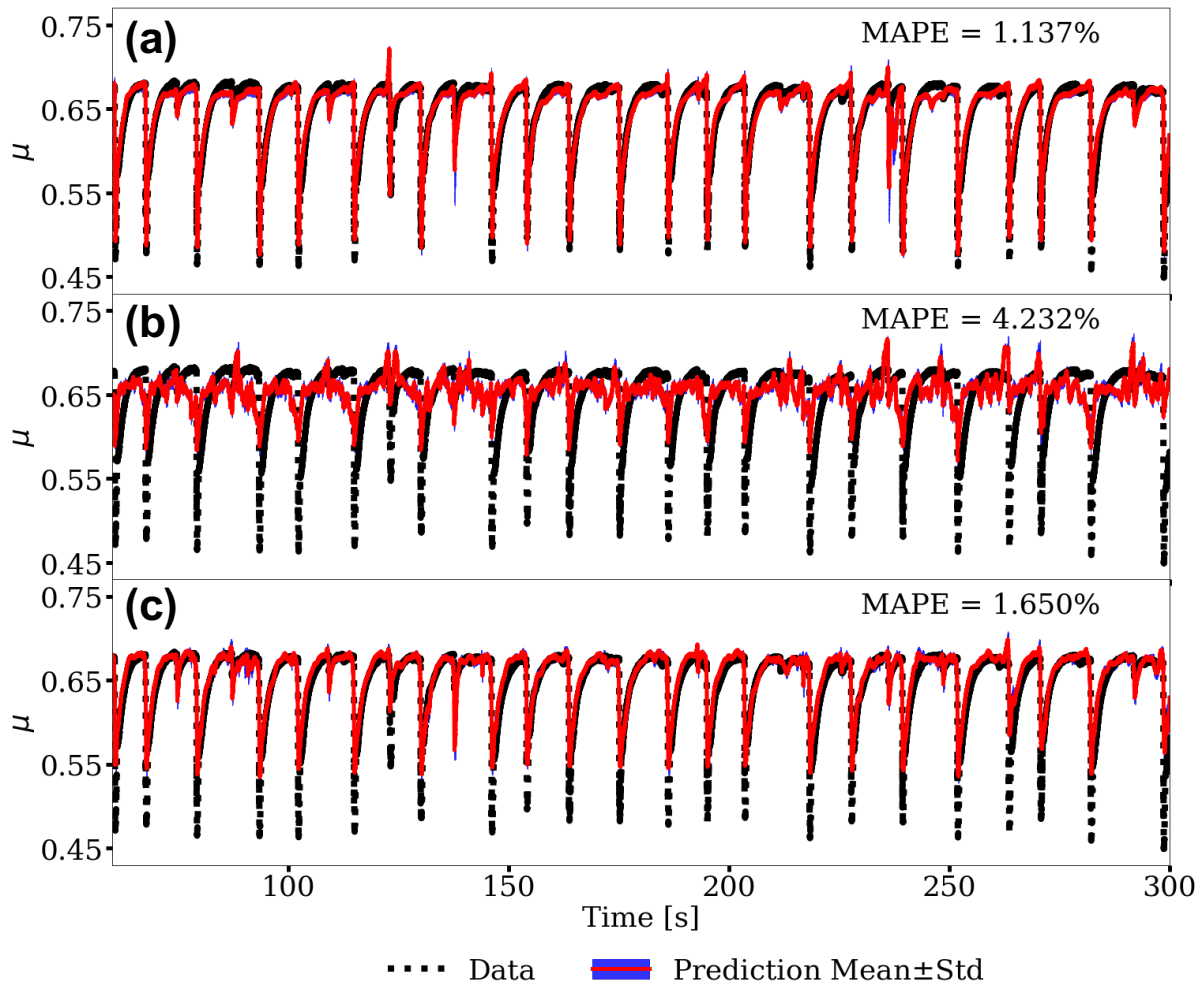 (a)
MAPE = 1.137%
0.75
0.65
0.55
0.45
μ
(b)
MAPE = 4.232%
0.75
0.65
0.55
0.45
μ
(c)
MAPE = 1.650%
0.75
0.65
0.55
0.45
μ
100 150 200 250 300
Time [s]
Data Prediction Mean±Std